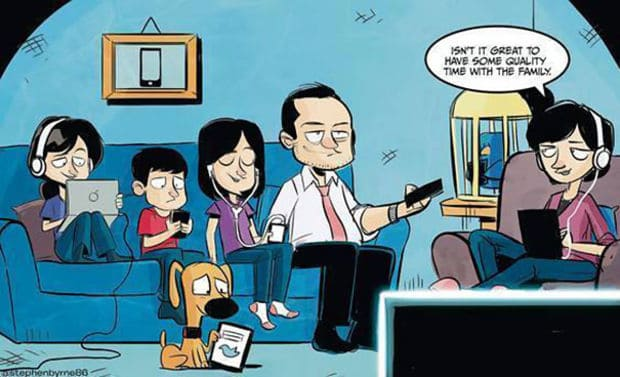 ISN'T IT GREAT TO
HAVE SOME QUALITY
TIME WITH THE FAMILY.
@stephenbyrne86